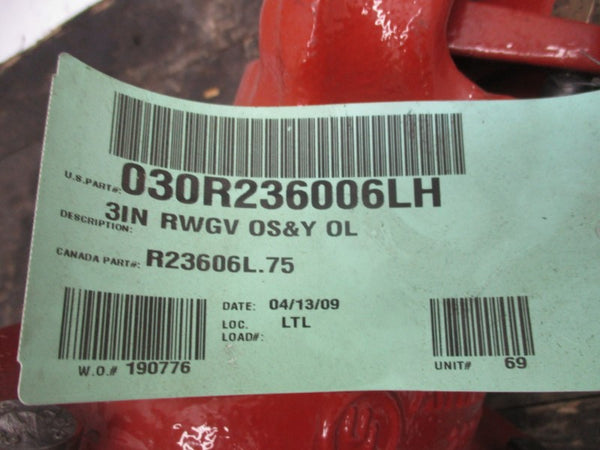 U.S.PART#: 030R236006LH
DESCRIPTION: 3IN RWGV OS&Y OL
CANADA PART#: R23606L.75
DATE: 04/13/09
LOC. LTL
LOAD#:
W.O.# 190776
UNIT# 69